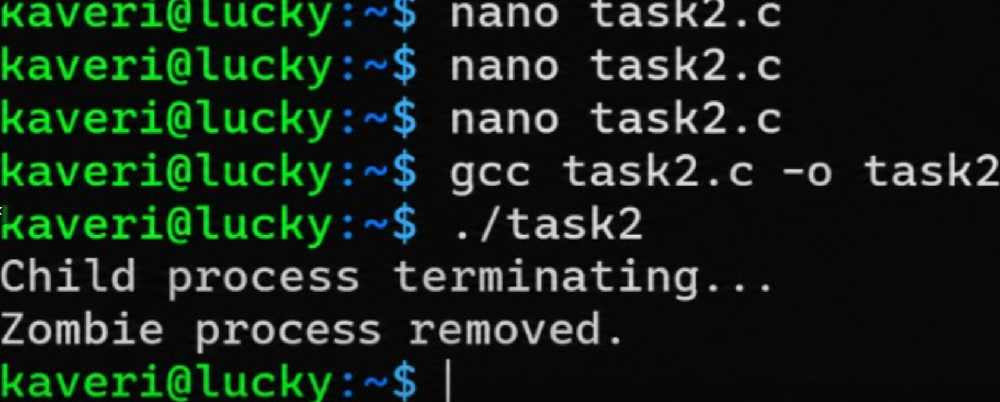 kaveri@lucky:~$ nano task2.c
kaveri@lucky:~$ nano task2.c
kaveri@lucky:~$ nano task2.c
kaveri@lucky:~$ gcc task2.c -o task2
kaveri@lucky:~$ ./task2
Child process terminating...
Zombie process removed.
kaveri@lucky:~$